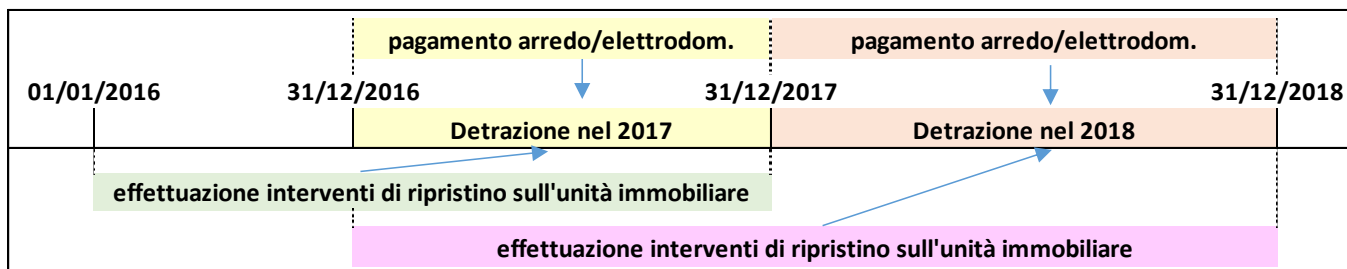 pagamento arredo/elettrodom. pagamento arredo/elettrodom.
01/01/2016 31/12/2016 31/12/2017 31/12/2018
Detrazione nel 2017 Detrazione nel 2018
effettuazione interventi di ripristino sull'unità immobiliare
effettuazione interventi di ripristino sull'unità immobiliare